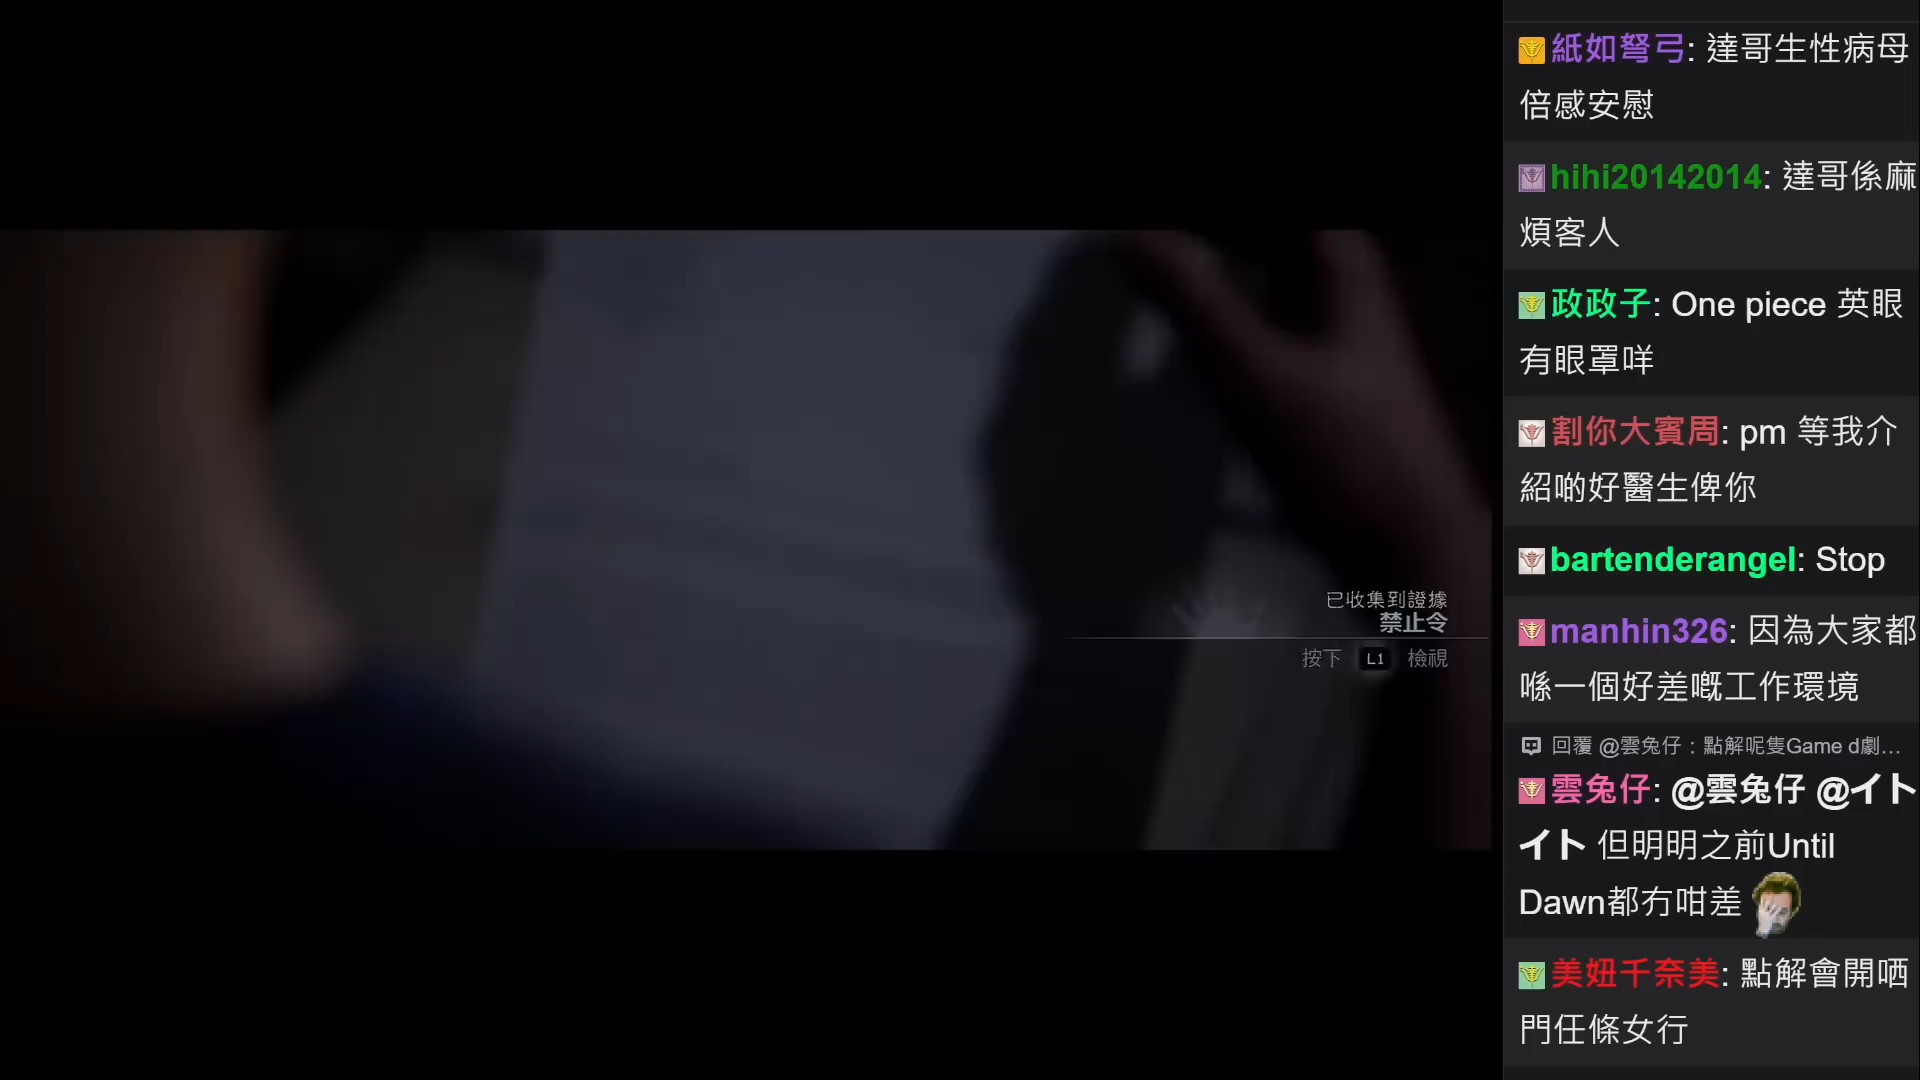 已收集到證據
禁止令
按下 L1 檢視
紙如弩弓: 達哥生性病母
倍感安慰
hihi20142014: 達哥係麻
煩客人
政政子: One piece 英眼
有眼罩咩
割你大賓周: pm 等我介
紹啲好醫生俾你
bartenderangel: Stop
manhin326: 因為大家都
喺一個好差嘅工作環境
回覆 @雲兔仔：點解呢隻Game d劇...
雲兔仔: @雲兔仔 @イト
イト 但明明之前Until
Dawn都冇咁差
美妞千奈美: 點解會開哂
門任條女行